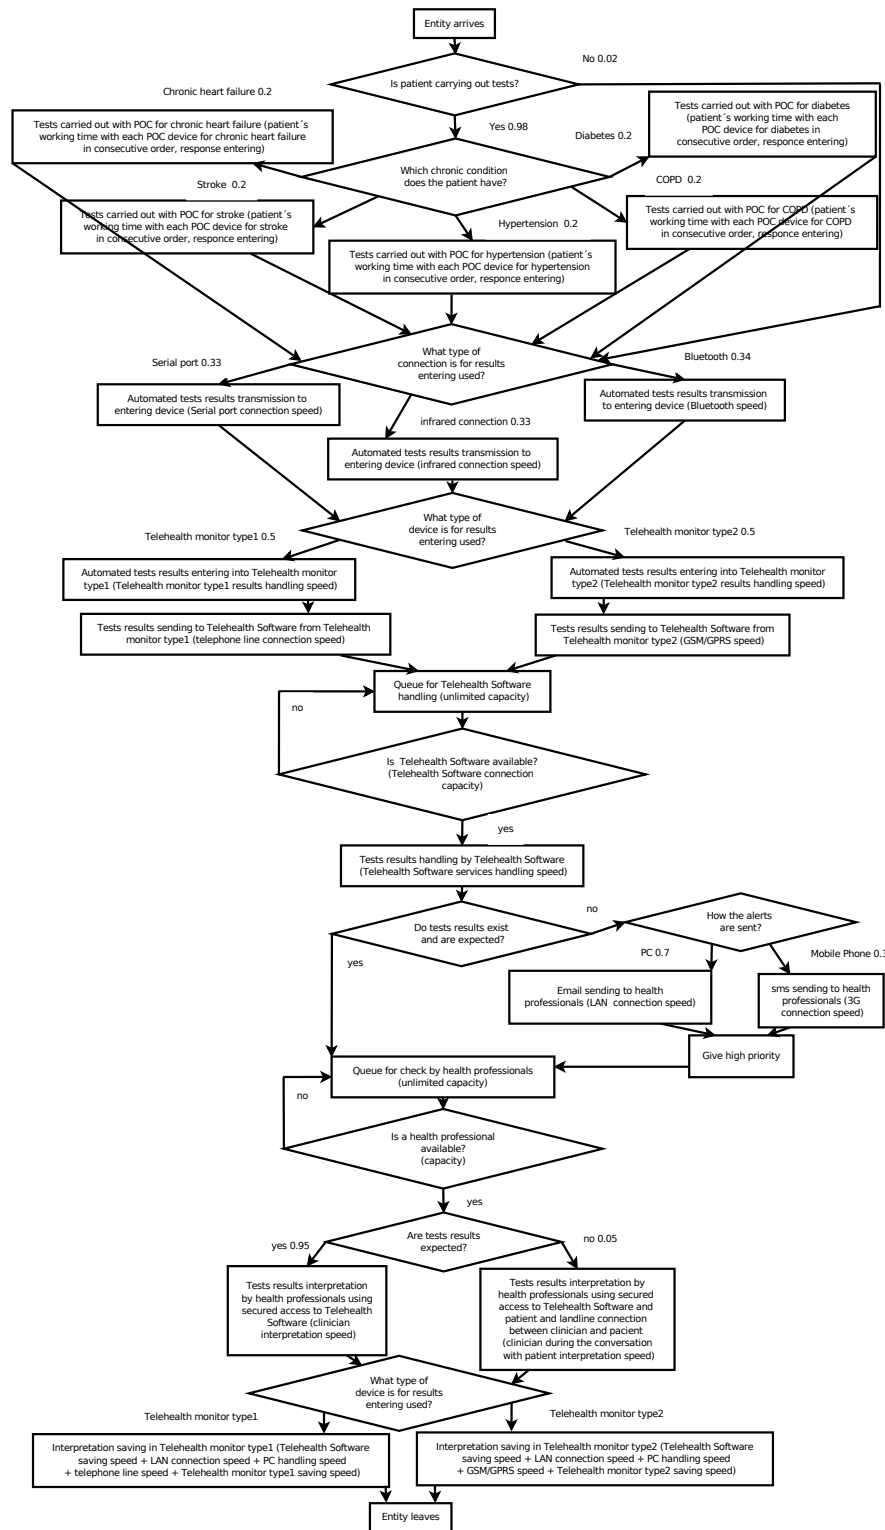 Entity arrives
No 0.02
Is patient carrying out tests?
Chronic heart failure 0.2
Tests carried out with POC for chronic heart failure (patient´s
working time with each POC device for chronic heart failure
in consecutive order, response entering)
Yes 0.98
Diabetes 0.2
Tests carried out with POC for diabetes
(patient´s working time with each
POC device for diabetes in
consecutive order, responce entering)
Which chronic condition
does the patient have?
Stroke 0.2
COPD 0.2
Tests carried out with POC for stroke (patient´s
working time with each POC device for stroke
in consecutive order, responce entering)
Hypertension 0.2
Tests carried out with POC for COPD (patient´s
working time with each POC device for COPD
in consecutive order, responce entering)
Tests carried out with POC for hypertension (patient´s
working time with each POC device for hypertension
in consecutive order, responce entering)
What type of
connection is for results
entering used?
Serial port 0.33
Bluetooth 0.34
Automated tests results transmission to
entering device (Serial port connection speed)
Automated tests results transmission
to entering device (Bluetooth speed)
infrared connection 0.33
Automated tests results transmission to
entering device (infrared connection speed)
What type of
device is for results
entering used?
Telehealth monitor type1 0.5
Telehealth monitor type2 0.5
Automated tests results entering into Telehealth monitor
type1 (Telehealth monitor type1 results handling speed)
Automated tests results entering into Telehealth monitor
type2 (Telehealth monitor type2 results handling speed)
Tests results sending to Telehealth Software from Telehealth
monitor type1 (telephone line connection speed)
Tests results sending to Telehealth Software from
Telehealth monitor type2 (GSM/GPRS speed)
Queue for Telehealth Software
handling (unlimited capacity)
no
Is Telehealth Software available?
(Telehealth Software connection
capacity)
yes
Tests results handling by Telehealth Software
(Telehealth Software services handling speed)
Do tests results exist
and are expected?
no
How the alerts
are sent?
yes
PC 0.7
Mobile Phone 0.3
Email sending to health
professionals (LAN connection speed)
sms sending to health
professionals (3G
connection speed)
Give high priority
Queue for check by health professionals
(unlimited capacity)
no
Is a health professional
available?
(capacity)
yes
Are tests results
expected?
yes 0.95
no 0.05
Tests results interpretation
by health professionals using
secured access to Telehealth
Software (clinician
interpretation speed)
Tests results interpretation by
health professionals using secured
access to Telehealth Software and
patient and landline connection
between clinician and pacient
(clinician during the conversation
with patient interpretation speed)
What type of
device is for results
entering used?
Telehealth monitor type1
Telehealth monitor type2
Interpretation saving in Telehealth monitor type1 (Telehealth Software
saving speed + LAN connection speed + PC handling speed
+ telephone line speed + Telehealth monitor type1 saving speed)
Interpretation saving in Telehealth monitor type2 (Telehealth Software
saving speed + LAN connection speed + PC handling speed
+ GSM/GPRS speed + Telehealth monitor type2 saving speed)
Entity leaves